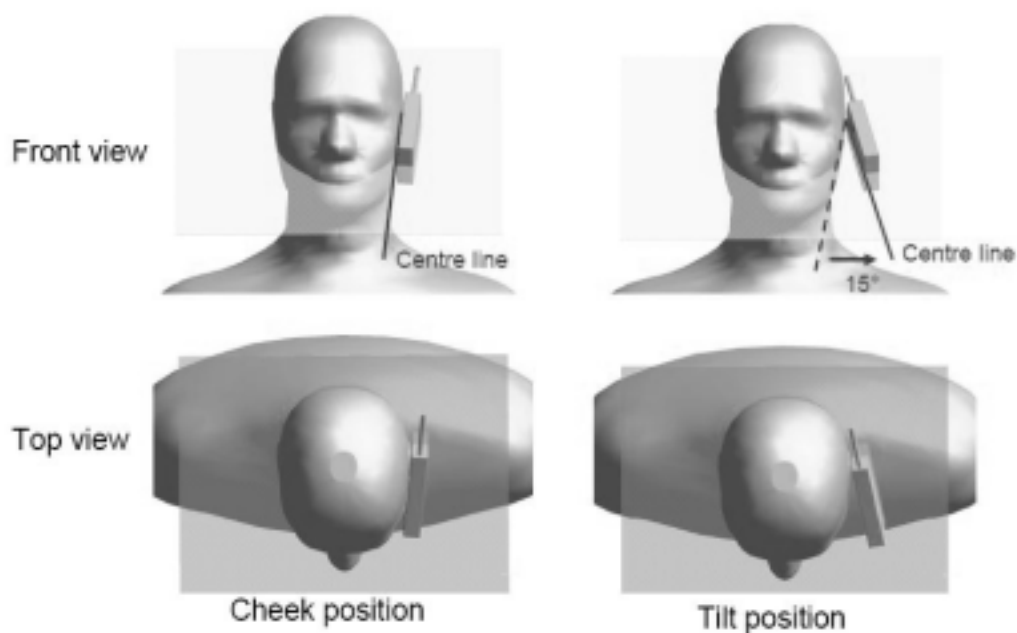 Front view
Centre line
Centre line
15°
Top view
Cheek position
Tilt position